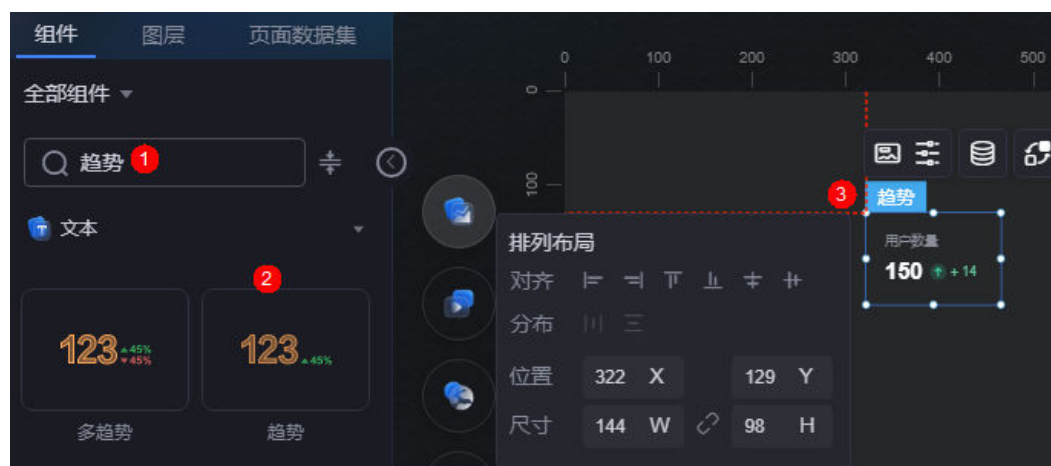 组件 图层 页面数据集
全部组件
趋势 1
文本
2
123 45% 45%
123 45%
多趋势 趋势
0 100 200 300 400 500
0
100
3
趋势
用户数量
150 + 14
排列布局
对齐
分布
位置 322 X 129 Y
尺寸 144 W 98 H